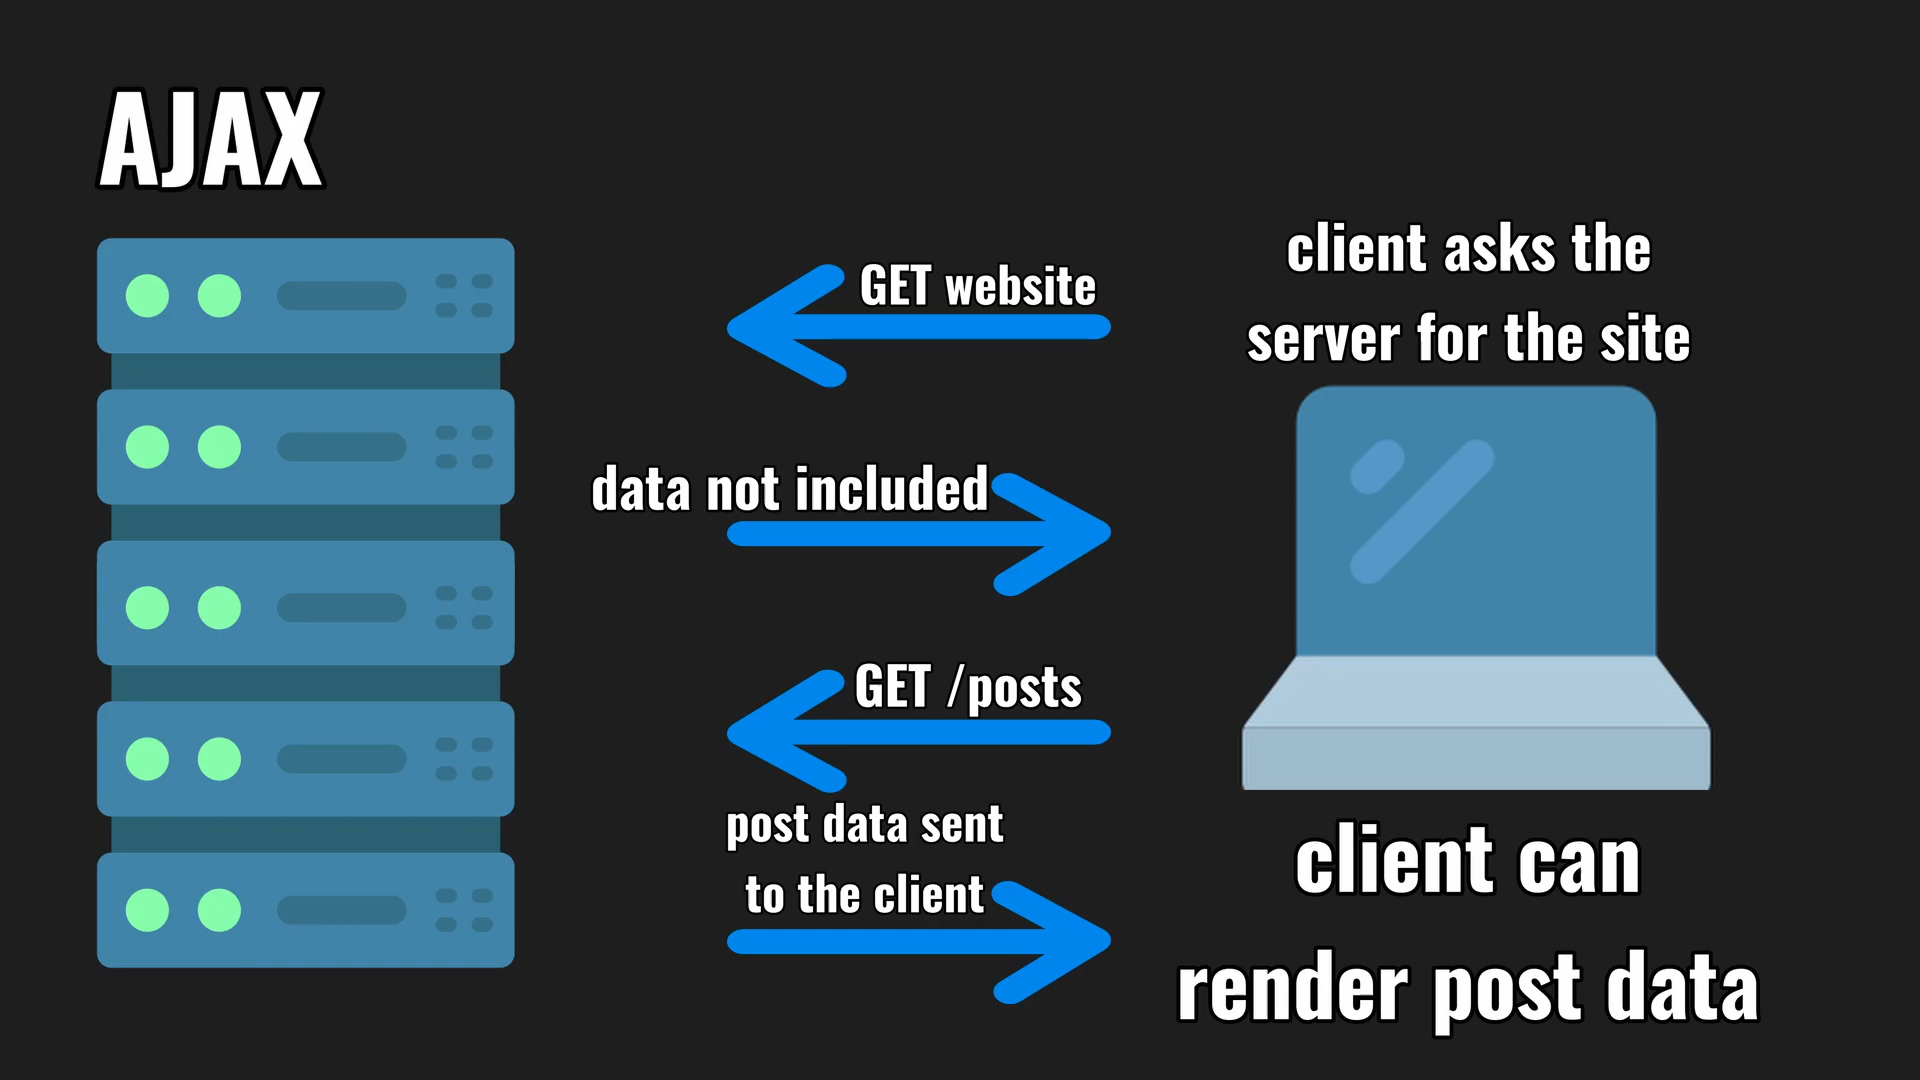 AJAX
client asks the
server for the site
GET website
data not included
GET /posts
post data sent
to the client
client can
render post data